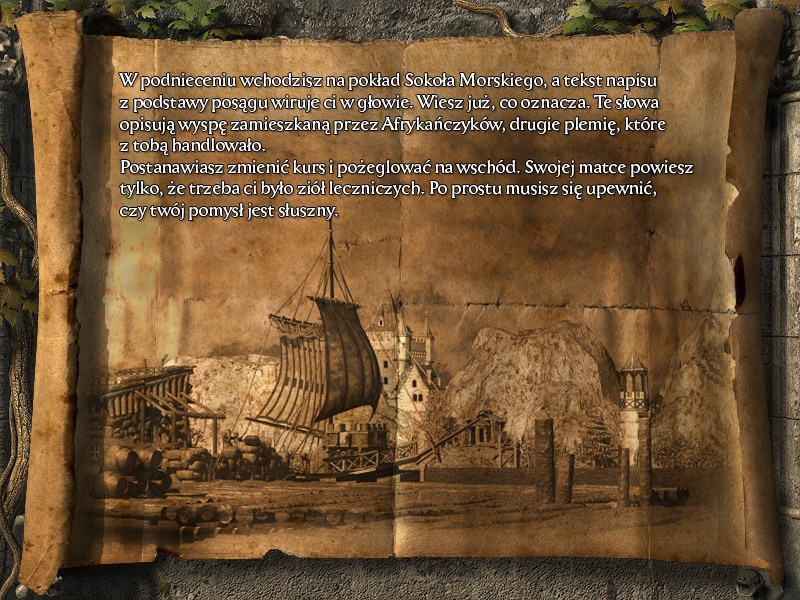 W podnieceniu wchodzisz na pokład Sokoła Morskiego, a tekst napisu
z podstawy posągu wiruje ci w głowie. Wiesz już, co oznacza. Te słowa
opisują wyspę zamieszkaną przez Afrykańczyków, drugie plemię, które
z tobą handlowało.
Postanawiasz zmienić kurs i pożeglować na wschód. Swojej matce powiesz
tylko, że trzeba ci było ziół leczniczych. Po prostu musisz się upewnić,
czy twój pomysł jest słuszny.